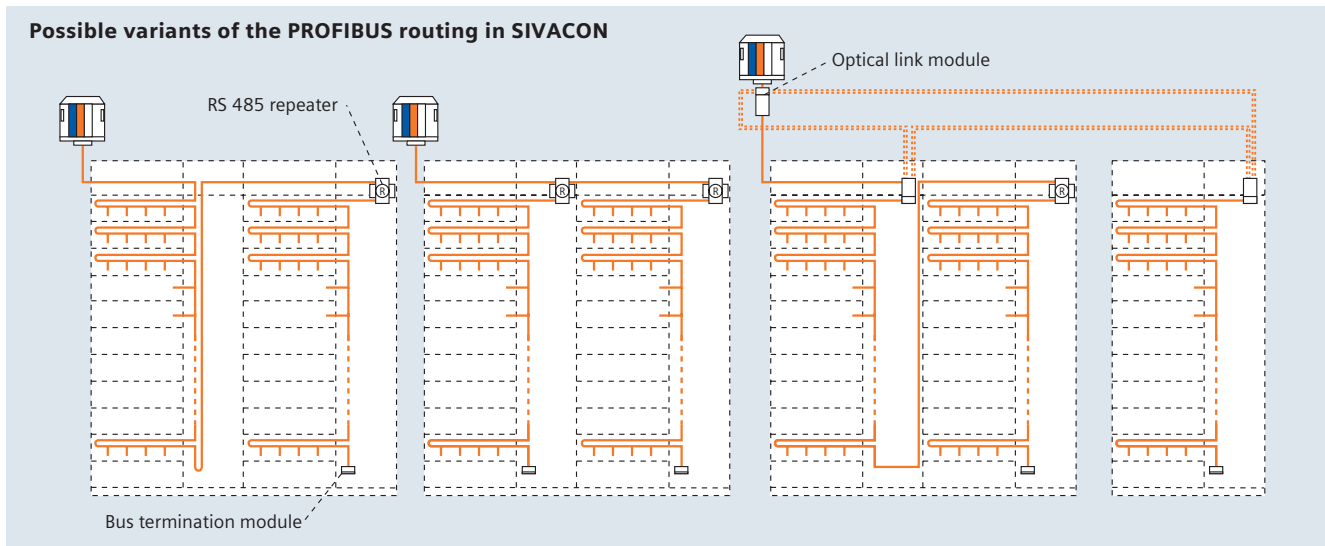 Possible variants of the PROFIBUS routing in SIVACON
Optical link module
RS 485 repeater
R
R
R
R
Bus termination module